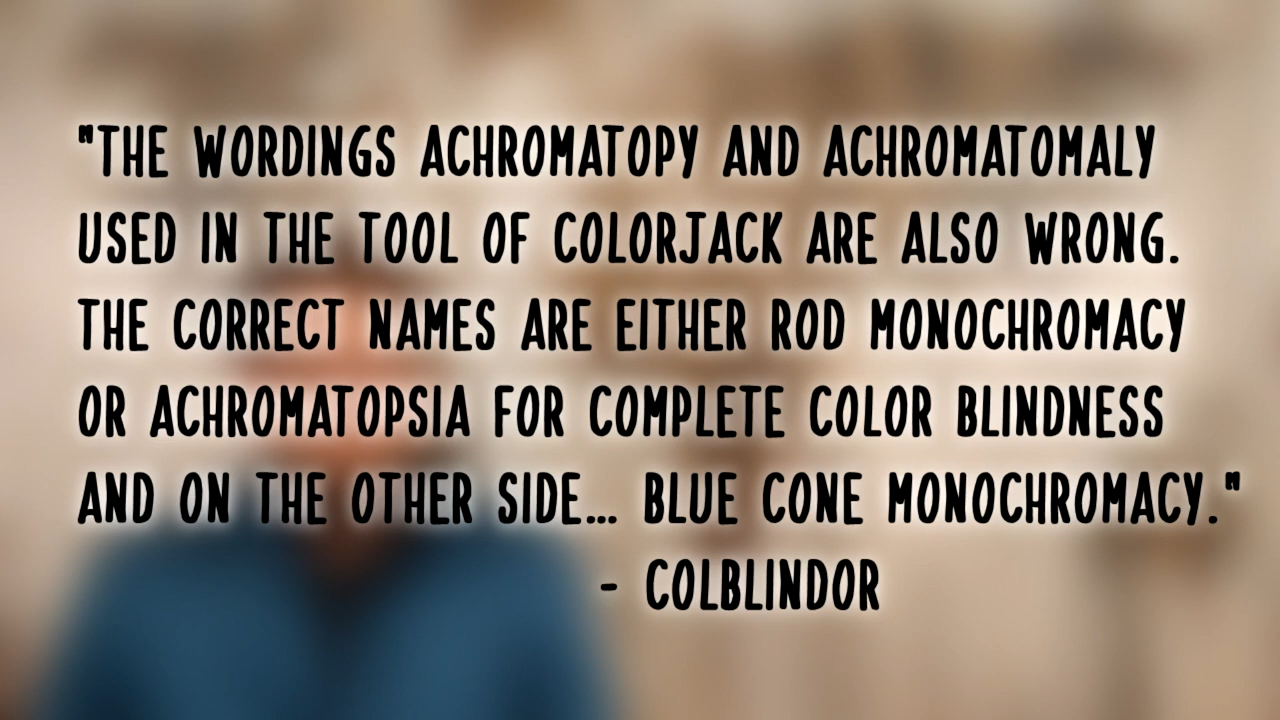 "THE WORDINGS ACHROMATOPY AND ACHROMATOMALY
USED IN THE TOOL OF COLORJACK ARE ALSO WRONG.
THE CORRECT NAMES ARE EITHER ROD MONOCHROMACY
OR ACHROMATOPSIA FOR COMPLETE COLOR BLINDNESS
AND ON THE OTHER SIDE... BLUE CONE MONOCHROMACY."
- COLBLINDOR